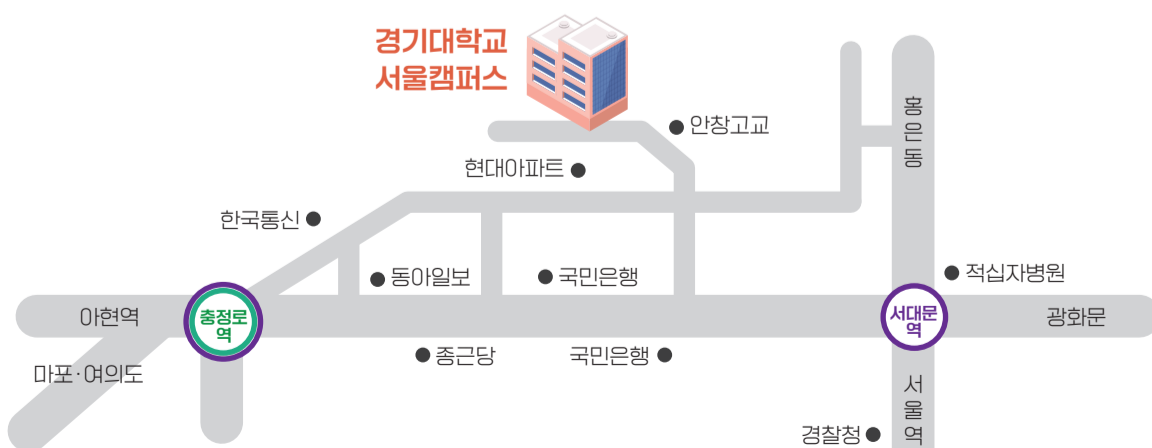 경기대학교
서울캠퍼스
안창고교
홍은동
현대아파트
한국통신
동아일보
국민은행
적십자병원
아현역
충정로
역
서대문
역
광화문
종근당
국민은행
마포·여의도
서울역
경찰청